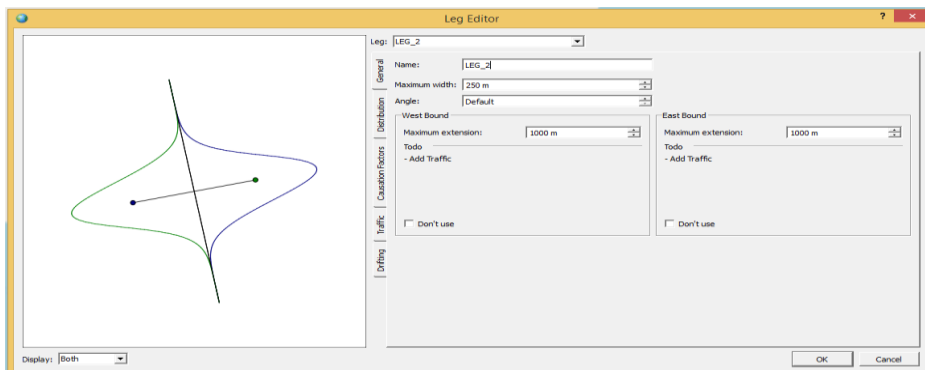 Leg Editor
? ×
Leg: LEG_2
General
Distribution
Causation Factors
Traffic
Drifting
Name: LEG_2
Maximum width: 250 m
Angle: Default
West Bound
Maximum extension: 1000 m
Todo
- Add Traffic
Don't use
East Bound
Maximum extension: 1000 m
Todo
- Add Traffic
Don't use
Display: Both
OK Cancel